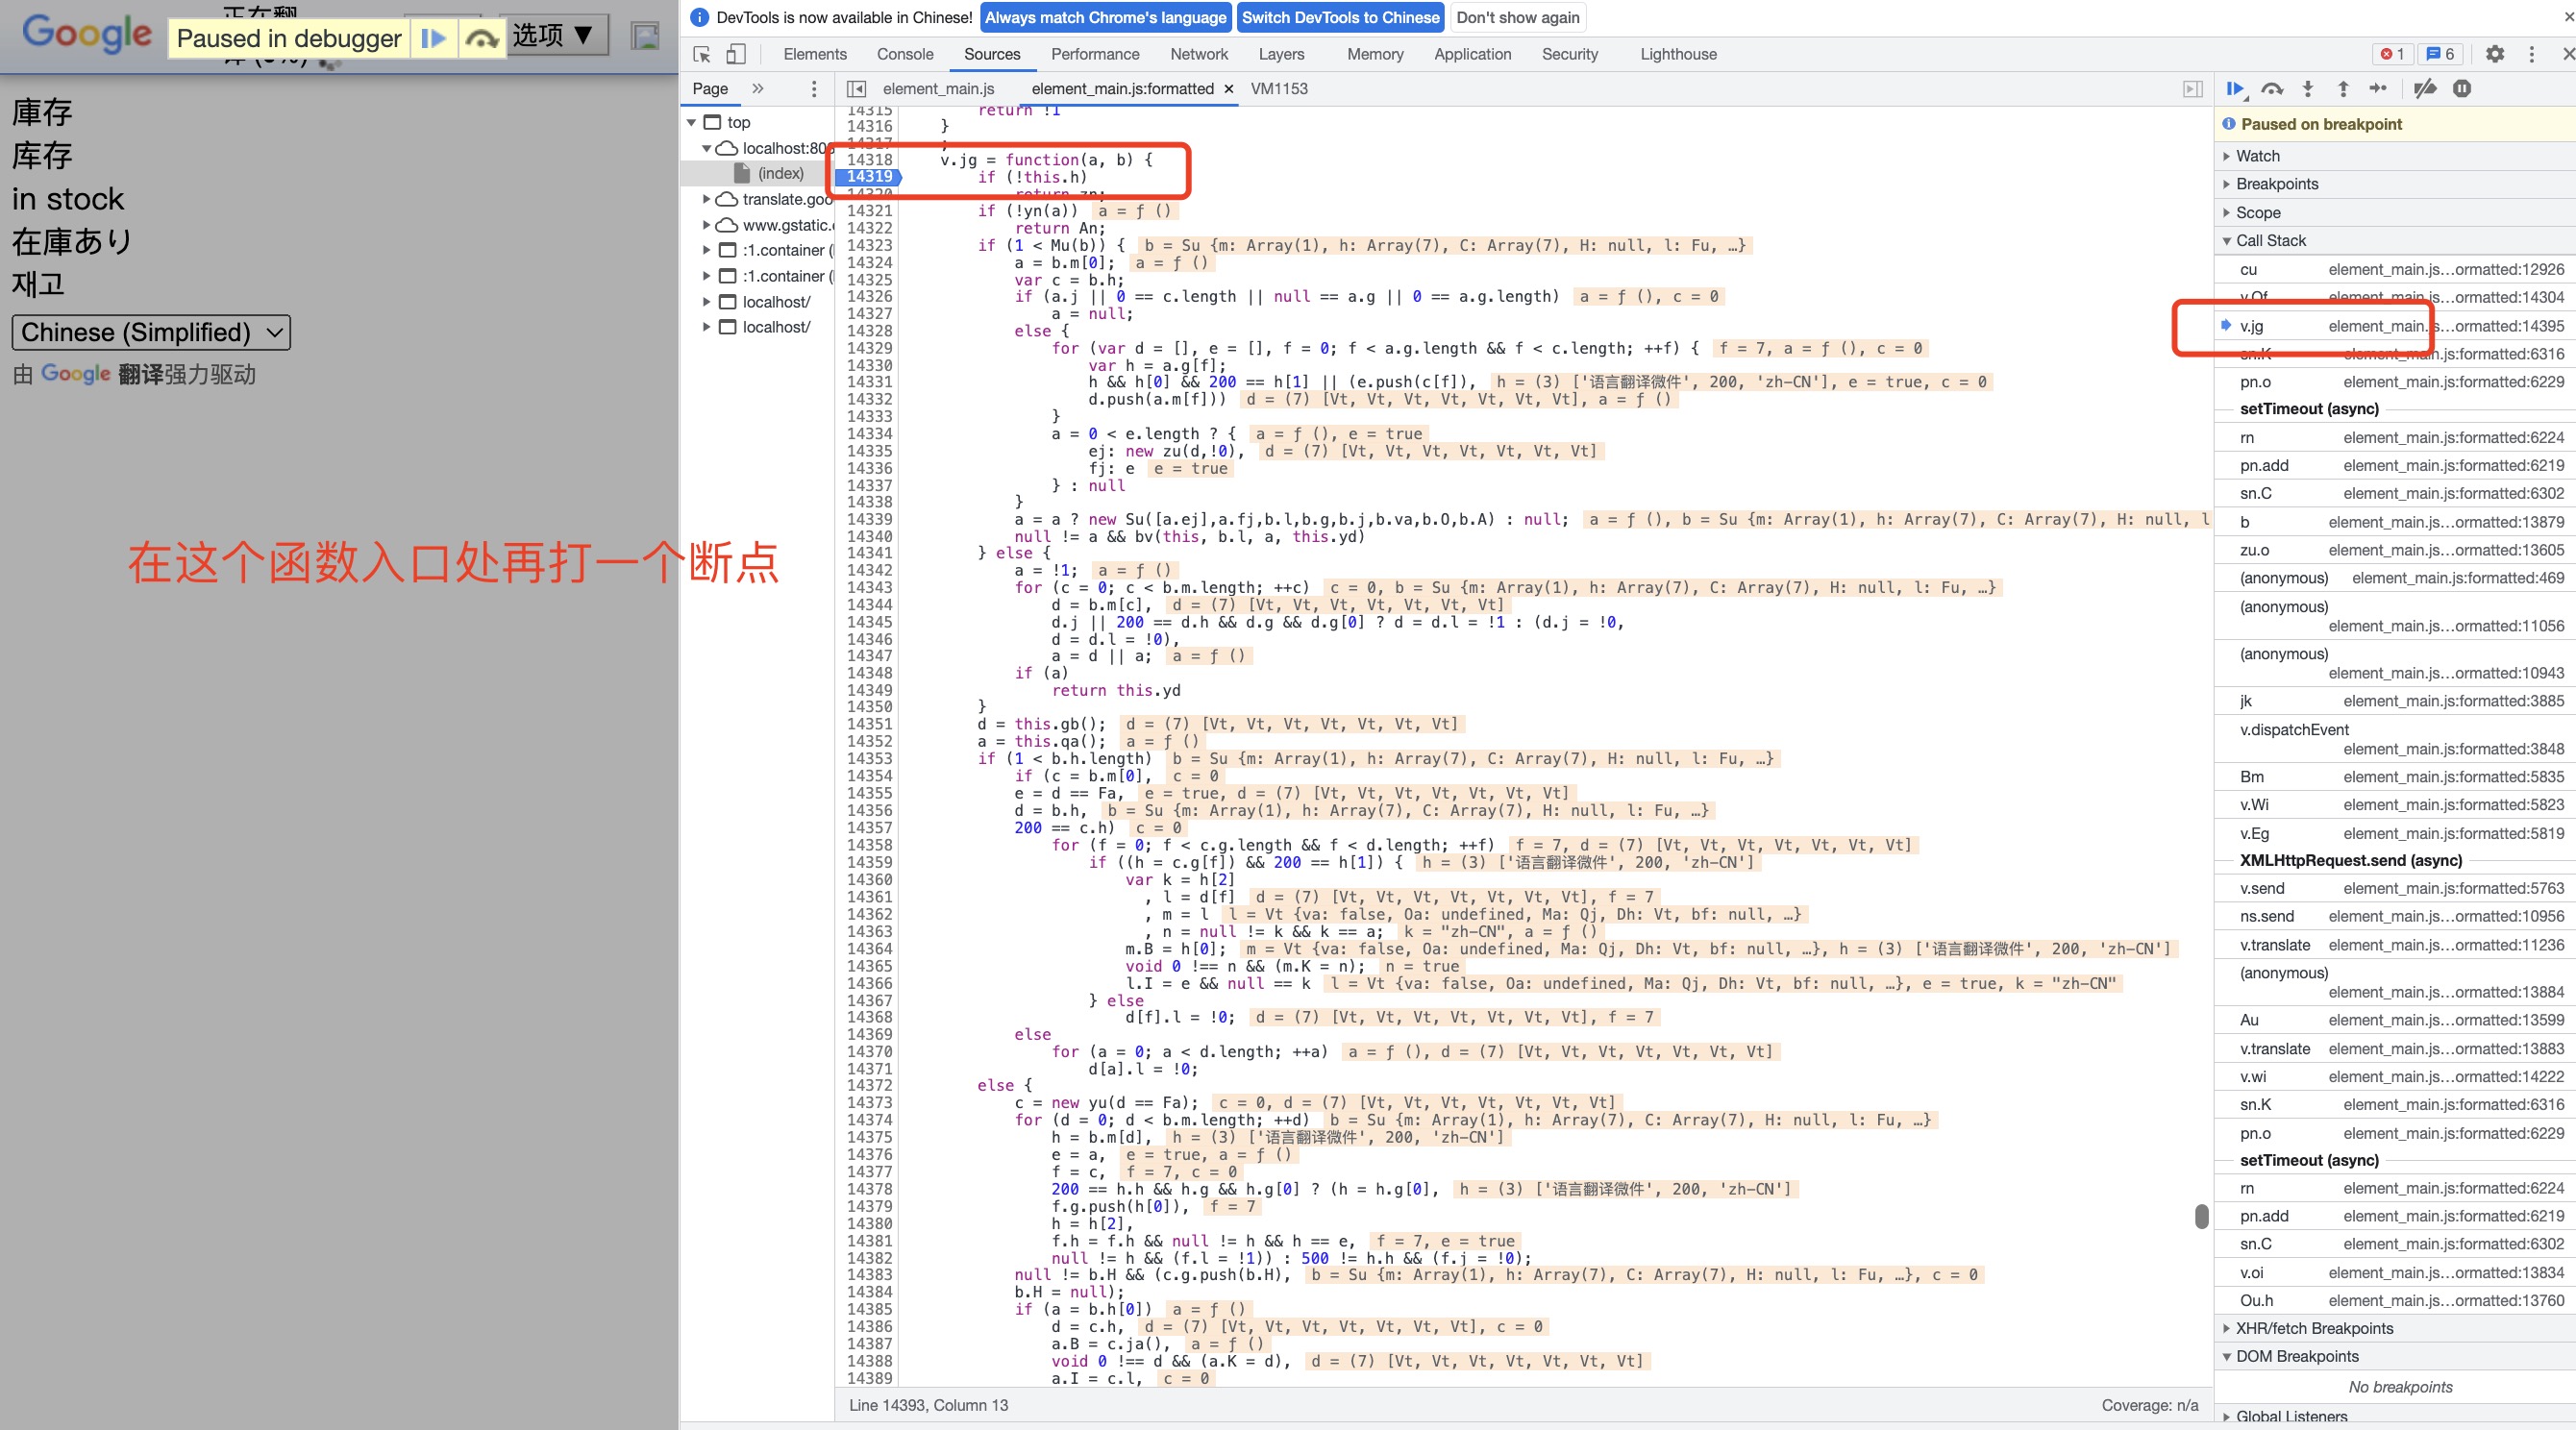 Google
Paused in debugger
选项 ▼
庫存
库存
in stock
在庫あり
재고
Chinese (Simplified)
由 Google 翻译强力驱动
在这个函数入口处再打一个断点
DevTools is now available in Chinese!
Always match Chrome's language
Switch DevTools to Chinese
Don't show again
Elements Console Sources Performance Network Layers Memory Application Security Lighthouse
1 6
Page
element_main.js
element_main.js:formatted ×
VM1153
top
localhost:80
(index)
translate.goo
www.gstatic.
:1.container (
:1.container (
localhost/
localhost/
14315 return !1
14316 }
14317 ;
14318 v.jg = function(a, b) {
14319 if (!this.h)
14320 return zn;
14321 if (!yn(a)) a = ƒ ()
14322 return An;
14323 if (1 < Mu(b)) { b = Su {m: Array(1), h: Array(7), C: Array(7), H: null, l: Fu, …}
14324 a = b.m[0]; a = ƒ ()
14325 var c = b.h;
14326 if (a.j || 0 == c.length || null == a.g || 0 == a.g.length) a = ƒ (), c = 0
14327 a = null;
14328 else {
14329 for (var d = [], e = [], f = 0; f < a.g.length && f < c.length; ++f) { f = 7, a = ƒ (), c = 0
14330 var h = a.g[f];
14331 h && h[0] && 200 == h[1] || (e.push(c[f]), h = (3) ['语言翻译微件', 200, 'zh-CN'], e = true, c = 0
14332 d.push(a.m[f])) d = (7) [Vt, Vt, Vt, Vt, Vt, Vt, Vt], a = ƒ ()
14333 }
14334 a = 0 < e.length ? { a = ƒ (), e = true
14335 ej: new zu(d,!0), d = (7) [Vt, Vt, Vt, Vt, Vt, Vt, Vt]
14336 fj: e e = true
14337 } : null
14338 }
14339 a = a ? new Su([a.ej],a.fj,b.l,b.g,b.j,b.va,b.O,b.A) : null; a = ƒ (), b = Su {m: Array(1), h: Array(7), C: Array(7), H: null, l
14340 null != a && bv(this, b.l, a, this.yd)
14341 } else {
14342 a = !1; a = ƒ ()
14343 for (c = 0; c < b.m.length; ++c) c = 0, b = Su {m: Array(1), h: Array(7), C: Array(7), H: null, l: Fu, …}
14344 d = b.m[c], d = (7) [Vt, Vt, Vt, Vt, Vt, Vt, Vt]
14345 d.j || 200 == d.h && d.g && d.g[0] ? d = d.l = !1 : (d.j = !0,
14346 d = d.l = !0),
14347 a = d || a; a = ƒ ()
14348 if (a)
14349 return this.yd
14350 }
14351 d = this.gb(); d = (7) [Vt, Vt, Vt, Vt, Vt, Vt, Vt]
14352 a = this.qa(); a = ƒ ()
14353 if (1 < b.h.length) b = Su {m: Array(1), h: Array(7), C: Array(7), H: null, l: Fu, …}
14354 if (c = b.m[0], c = 0
14355 e = d == Fa, e = true, d = (7) [Vt, Vt, Vt, Vt, Vt, Vt, Vt]
14356 d = b.h, b = Su {m: Array(1), h: Array(7), C: Array(7), H: null, l: Fu, …}
14357 200 == c.h) c = 0
14358 for (f = 0; f < c.g.length && f < d.length; ++f) f = 7, d = (7) [Vt, Vt, Vt, Vt, Vt, Vt, Vt]
14359 if ((h = c.g[f]) && 200 == h[1]) { h = (3) ['语言翻译微件', 200, 'zh-CN']
14360 var k = h[2]
14361 , l = d[f] d = (7) [Vt, Vt, Vt, Vt, Vt, Vt, Vt], f = 7
14362 , m = l l = Vt {va: false, Oa: undefined, Ma: Qj, Dh: Vt, bf: null, …}
14363 , n = null != k && k == a; k = "zh-CN", a = ƒ ()
14364 m.B = h[0]; m = Vt {va: false, Oa: undefined, Ma: Qj, Dh: Vt, bf: null, …}, h = (3) ['语言翻译微件', 200, 'zh-CN']
14365 void 0 !== n && (m.K = n); n = true
14366 l.I = e && null == k l = Vt {va: false, Oa: undefined, Ma: Qj, Dh: Vt, bf: null, …}, e = true, k = "zh-CN"
14367 } else
14368 d[f].l = !0; d = (7) [Vt, Vt, Vt, Vt, Vt, Vt, Vt], f = 7
14369 else
14370 for (a = 0; a < d.length; ++a) a = ƒ (), d = (7) [Vt, Vt, Vt, Vt, Vt, Vt, Vt]
14371 d[a].l = !0;
14372 else {
14373 c = new yu(d == Fa); c = 0, d = (7) [Vt, Vt, Vt, Vt, Vt, Vt, Vt]
14374 for (d = 0; d < b.m.length; ++d) b = Su {m: Array(1), h: Array(7), C: Array(7), H: null, l: Fu, …}
14375 h = b.m[d], h = (3) ['语言翻译微件', 200, 'zh-CN']
14376 e = a, e = true, a = ƒ ()
14377 f = c, f = 7, c = 0
14378 200 == h.h && h.g && h.g[0] ? (h = h.g[0], h = (3) ['语言翻译微件', 200, 'zh-CN']
14379 f.g.push(h[0]), f = 7
14380 h = h[2],
14381 f.h = f.h && null != h && h == e, f = 7, e = true
14382 null != h && (f.l = !1)) : 500 != h.h && (f.j = !0);
14383 null != b.H && (c.g.push(b.H), b = Su {m: Array(1), h: Array(7), C: Array(7), H: null, l: Fu, …}, c = 0
14384 b.H = null);
14385 if (a = b.h[0]) a = ƒ ()
14386 d = c.h, d = (7) [Vt, Vt, Vt, Vt, Vt, Vt, Vt], c = 0
14387 a.B = c.ja(), a = ƒ ()
14388 void 0 !== d && (a.K = d), d = (7) [Vt, Vt, Vt, Vt, Vt, Vt, Vt]
14389 a.I = c.l, c = 0
Line 14393, Column 13
Coverage: n/a
Paused on breakpoint
Watch
Breakpoints
Scope
Call Stack
cu element_main.js...ormatted:12926
v.Of element_main.js...ormatted:14304
v.jg element_main.js...ormatted:14395
sn.K element_main.js:formatted:6316
pn.o element_main.js:formatted:6229
setTimeout (async)
rn element_main.js:formatted:6224
pn.add element_main.js:formatted:6219
sn.C element_main.js:formatted:6302
b element_main.js...ormatted:13879
zu.o element_main.js...ormatted:13605
(anonymous) element_main.js:formatted:469
(anonymous)
element_main.js...ormatted:11056
(anonymous)
element_main.js...ormatted:10943
jk element_main.js:formatted:3885
v.dispatchEvent
element_main.js:formatted:3848
Bm element_main.js:formatted:5835
v.Wi element_main.js:formatted:5823
v.Eg element_main.js:formatted:5819
XMLHttpRequest.send (async)
v.send element_main.js:formatted:5763
ns.send element_main.js...ormatted:10956
v.translate element_main.js...ormatted:11236
(anonymous)
element_main.js...ormatted:13884
Au element_main.js...ormatted:13599
v.translate element_main.js...ormatted:13883
v.wi element_main.js...ormatted:14222
sn.K element_main.js:formatted:6316
pn.o element_main.js:formatted:6229
setTimeout (async)
rn element_main.js:formatted:6224
pn.add element_main.js:formatted:6219
sn.C element_main.js:formatted:6302
v.oi element_main.js...ormatted:13834
Ou.h element_main.js...ormatted:13760
XHR/fetch Breakpoints
DOM Breakpoints
No breakpoints
Global Listeners